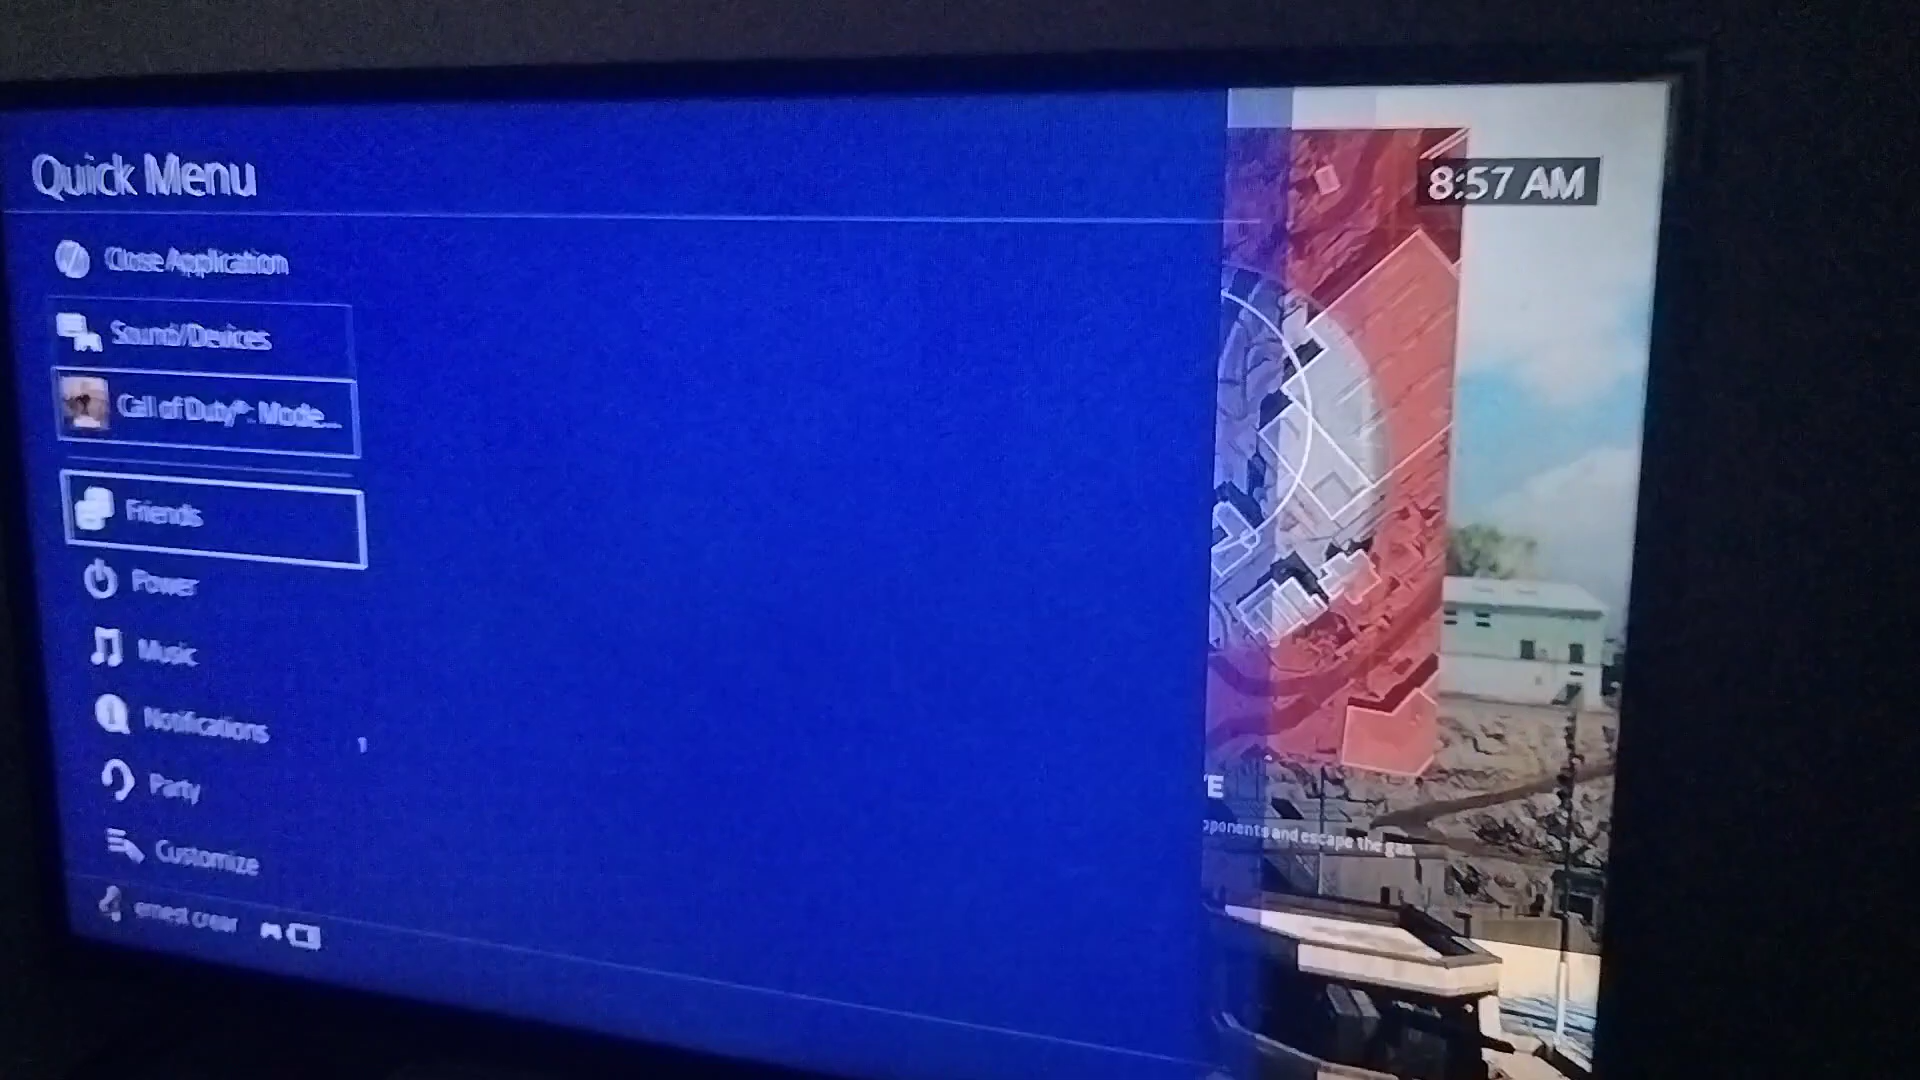 Quick Menu
8:57 AM
Close Application
Sound/Devices
Call of Duty®: Mode...
Friends
Power
Music
Notifications 1
Party
Customize
YE
pponents and escape the gas.